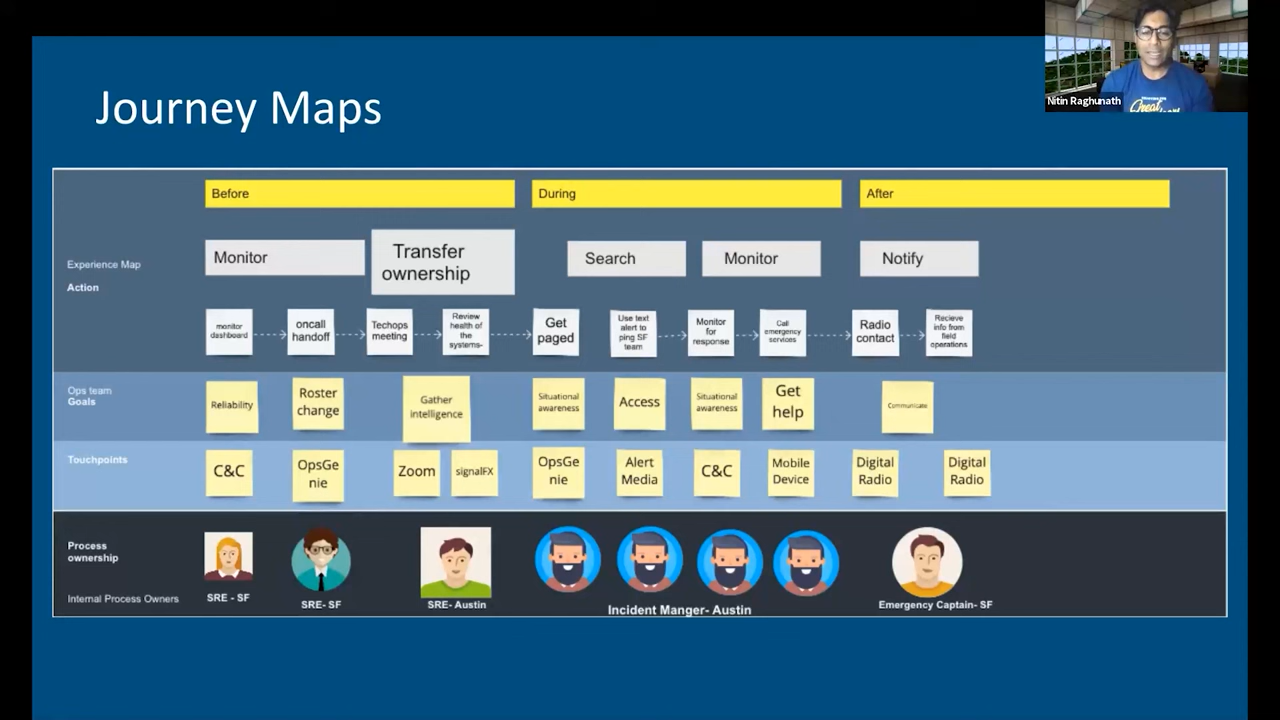 Journey Maps
Nitin Raghunath
Great
Before
During
After
Experience Map
Action
Monitor
Transfer
ownership
Search
Monitor
Notify
monitor
dashboard
oncall
handoff
Techops
meeting
Review
health of
the
systems-
Get
paged
Use text
alert to
ping SF
team
Monitor
for
response
Call
emergency
services
Radio
contact
Recieve
info from
field
operations
Ops team
Goals
Reliability
Roster
change
Gather
intelligence
Situational
awareness
Access
Situational
awareness
Get
help
Communicate
Touchpoints
C&C
OpsGe
nie
Zoom
signalFX
OpsGe
nie
Alert
Media
C&C
Mobile
Device
Digital
Radio
Digital
Radio
Process
ownership
Internal Process Owners
SRE - SF
SRE- SF
SRE- Austin
Incident Manger- Austin
Emergency Captain- SF